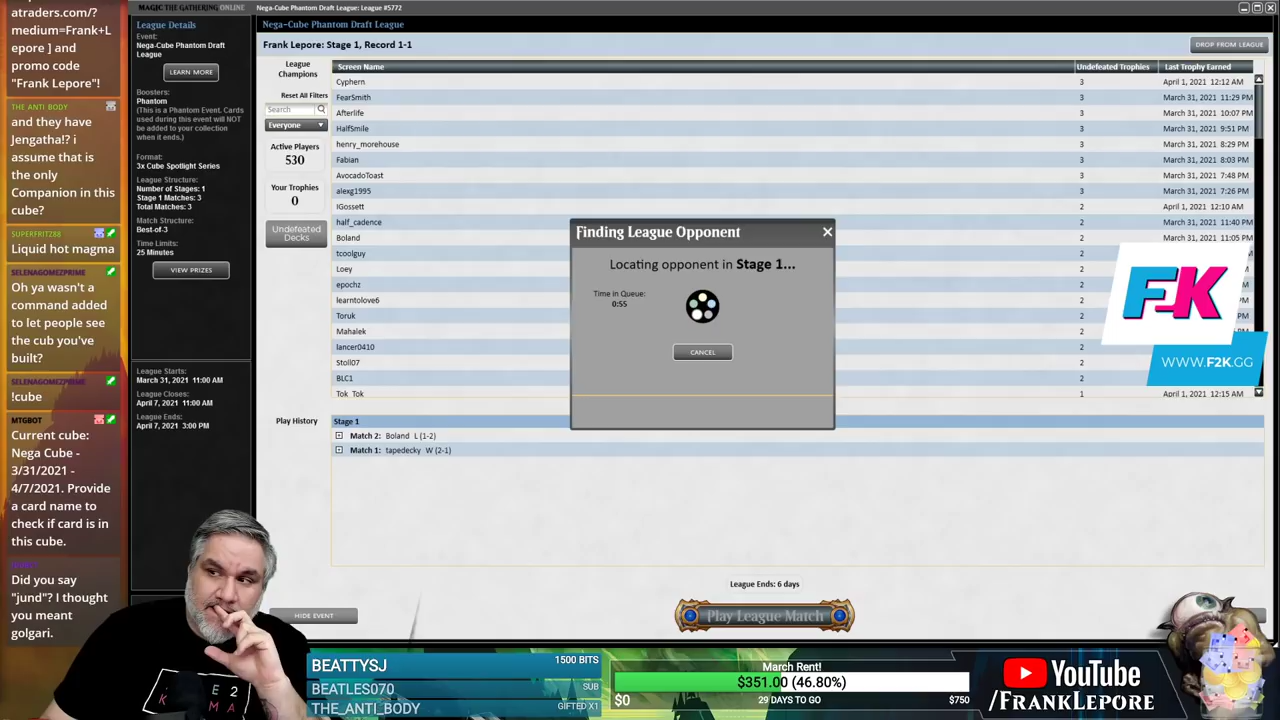 atraders.com/?
medium=Frank+L
epore ] and
promo code
"Frank Lepore"!
THE ANTI BODY
and they have
Jengatha!? i
assume that is
the only
Companion in this
cube?
SUPERFRITZ88
Liquid hot magma
SELENAGOMEZPRIME
Oh ya wasn't a
command added
to let people see
the cub you've
built?
SELENAGOMEZPRIME
!cube
MTGBOT
Current cube:
Nega Cube -
3/31/2021 -
4/7/2021. Provide
a card name to
check if card is in
this cube.
Did you say
"jund"? I thought
you meant
golgari.
MAGIC THE GATHERING ONLINE
Nega-Cube Phantom Draft League: League #5772
League Details
Event:
Nega-Cube Phantom Draft
League
LEARN MORE
Boosters:
Phantom
(This is a Phantom Event. Cards
used during this event will NOT
be added to your collection
when it ends.)
Format:
3x Cube Spotlight Series
League Structure:
Number of Stages: 1
Stage 1 Matches: 3
Total Matches: 3
Match Structure:
Best-of-3
Time Limits:
25 Minutes
VIEW PRIZES
League Starts:
March 31, 2021 11:00 AM
League Closes:
April 7, 2021 11:00 AM
League Ends:
April 7, 2021 3:00 PM
Nega-Cube Phantom Draft League
Frank Lepore: Stage 1, Record 1-1
DROP FROM LEAGUE
League
Champions
Reset All Filters
Search
Everyone
Active Players
530
Your Trophies
0
Undefeated
Decks
Screen Name Undefeated Trophies Last Trophy Earned
Cyphern 3 April 1, 2021 12:12 AM
FearSmith 3 March 31, 2021 11:29 PM
Afterlife 3 March 31, 2021 10:07 PM
HalfSmile 3 March 31, 2021 9:51 PM
henry_morehouse 3 March 31, 2021 8:29 PM
Fabian 3 March 31, 2021 8:03 PM
AvocadoToast 3 March 31, 2021 7:48 PM
alexg1995 3 March 31, 2021 7:26 PM
IGossett 2 April 1, 2021 12:10 AM
half_cadence 2 March 31, 2021 11:40 PM
Boland 2 March 31, 2021 11:05 PM
tcoolguy 2
Loey 2
epochz 2
learntolove6 2
Toruk 2
Mahalek 2
lancer0410 2
Stoll07 2
BLC1 2
Tok_Tok 1 April 1, 2021 12:15 AM
Finding League Opponent
Locating opponent in Stage 1...
Time In Queue:
0:55
CANCEL
F2K
WWW.F2K.GG
Play History
Stage 1
Match 2: Boland L (1-2)
Match 1: tapedecky W (2-1)
League Ends: 6 days
HIDE EVENT
Play League Match
K E 2
M A
BEATTYSJ 1500 BITS
BEATLES070 SUB
THE_ANTI_BODY GIFTED X1
March Rent!
$351.00 (46.80%)
$0 29 DAYS TO GO $750
YouTube
/FRANKLEPORE